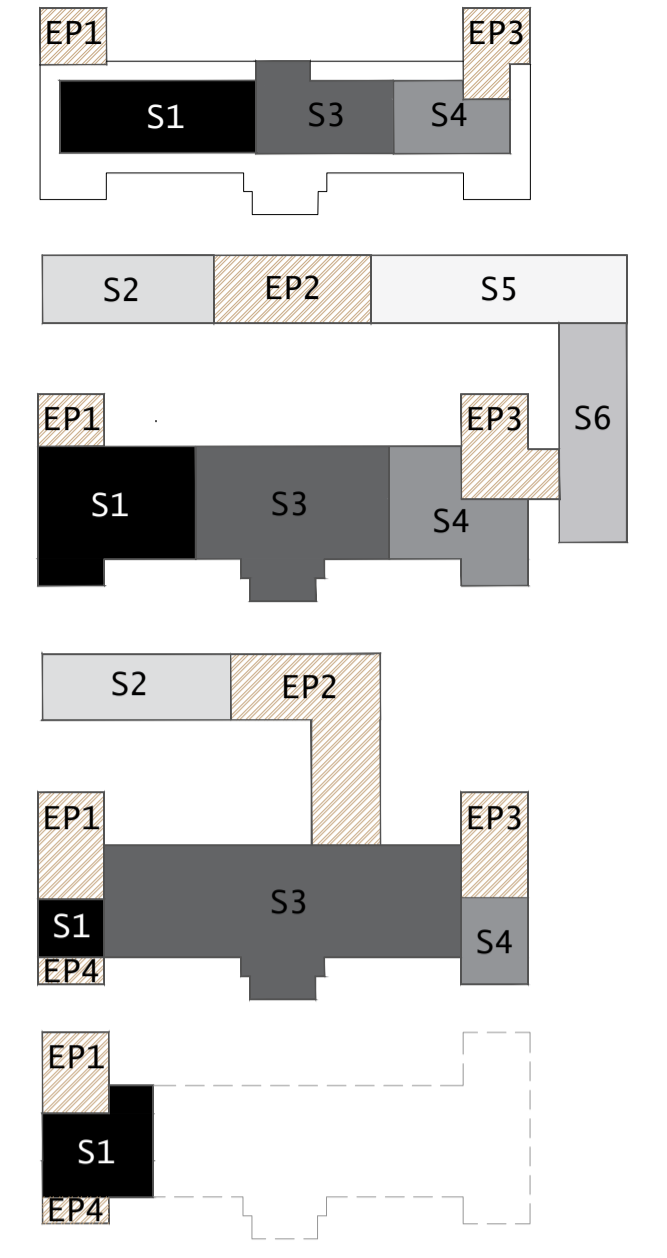 EP1 EP3
S1 S3 S4
S2 EP2 S5
EP1 EP3 S6
S1 S3 S4
S2 EP2
EP1 EP3
S1 S3 S4
EP4
EP1
S1
EP4